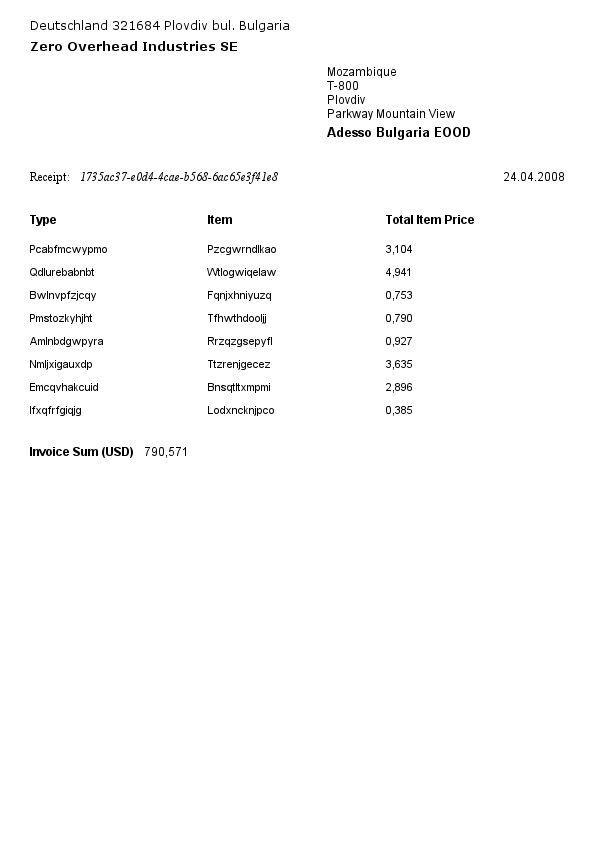 Deutschland 321684 Plovdiv bul. Bulgaria
Zero Overhead Industries SE
Mozambique
T-800
Plovdiv
Parkway Mountain View
Adesso Bulgaria EOOD
Receipt: 1735ac37-e0d4-4cae-b568-6ac65e3f41e8 24.04.2008
Type Item Total Item Price
Pcabfmcwypmo Pzcgwrndlkao 3,104
Qdlurebabnbt Wtlogwiqelaw 4,941
Bwlnvpfzjcqy Fqnjxhniyuzq 0,753
Pmstozkyhjht Tfhwthdooljj 0,790
Amlnbdgwpyra Rrzqzgsepyfl 0,927
Nmljxigauxdp Ttzrenjgecez 3,635
Emcqvhakcuid Bnsqtltxmpmi 2,896
Ifxqfrfgiqjg Lodxncknjpco 0,385
Invoice Sum (USD) 790,571